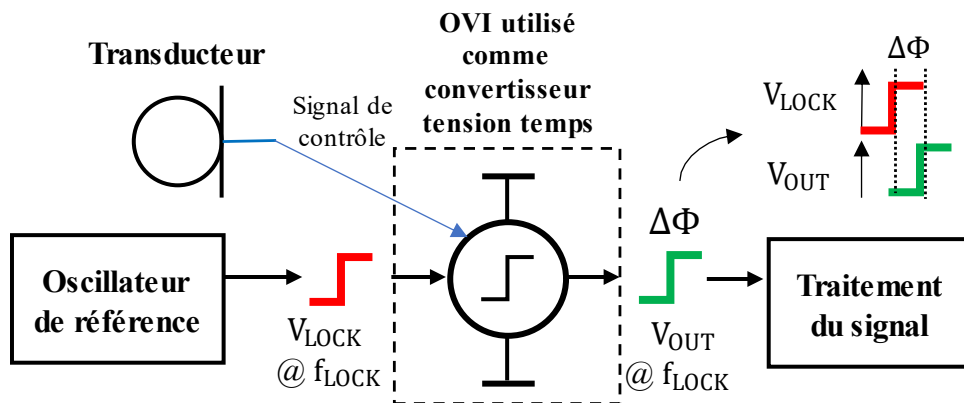 OVI utilisé
comme
convertisseur
tension temps
Transducteur
Signal de
contrôle
ΔΦ
V_LOCK
V_OUT
Oscillateur
de référence
V_LOCK
@ f_LOCK
ΔΦ
V_OUT
@ f_LOCK
Traitement
du signal